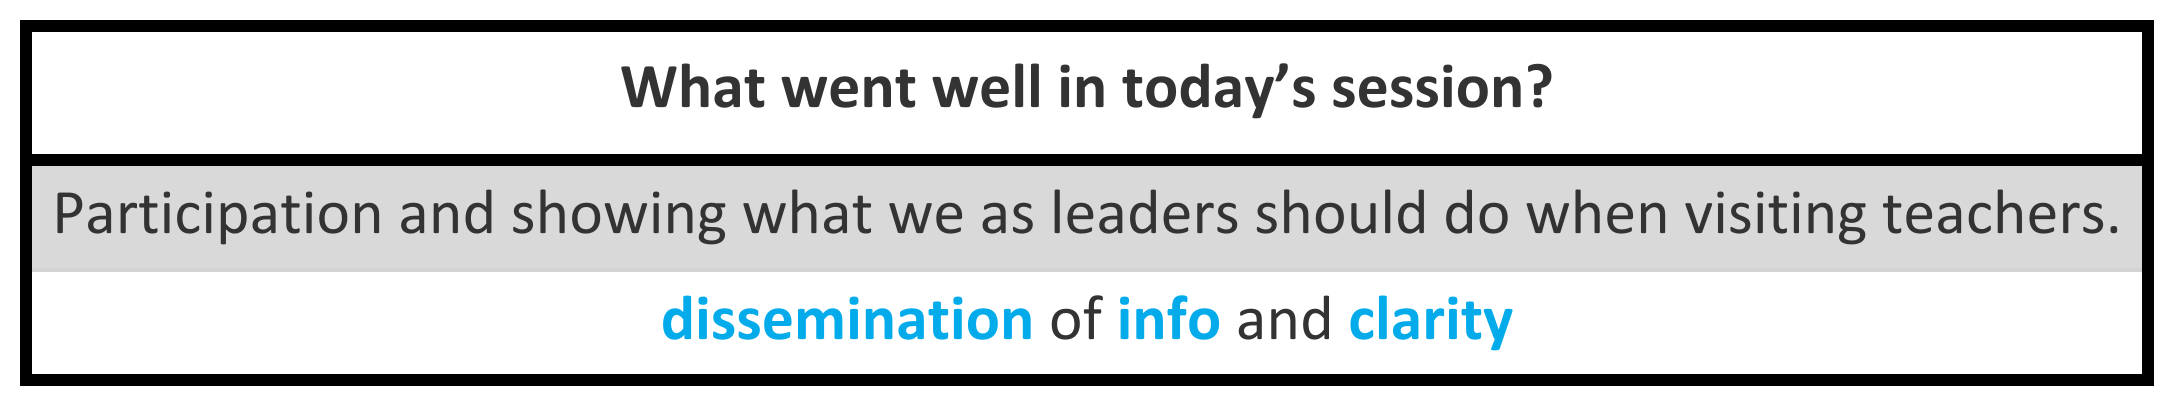 What went well in today’s session?
Participation and showing what we as leaders should do when visiting teachers.
dissemination of info and clarity